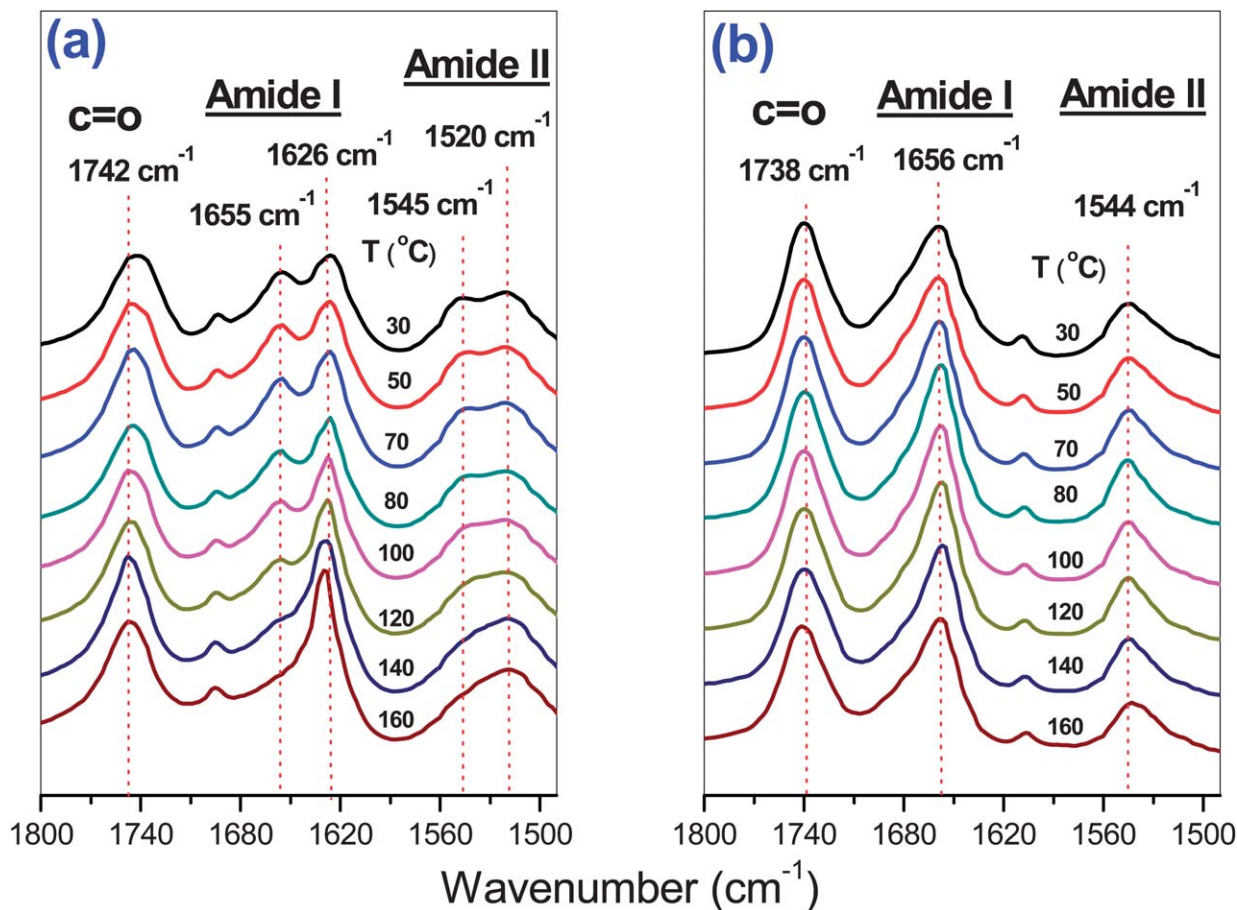 (a)
Amide II
Amide I
c=o
1520 cm⁻¹
1626 cm⁻¹
1742 cm⁻¹
1655 cm⁻¹
1545 cm⁻¹
T (°C)
30
50
70
80
100
120
140
160
1800 1740 1680 1620 1560 1500
(b)
Amide I
Amide II
c=o
1738 cm⁻¹
1656 cm⁻¹
1544 cm⁻¹
T (°C)
30
50
70
80
100
120
140
160
1800 1740 1680 1620 1560 1500
Wavenumber (cm⁻¹)